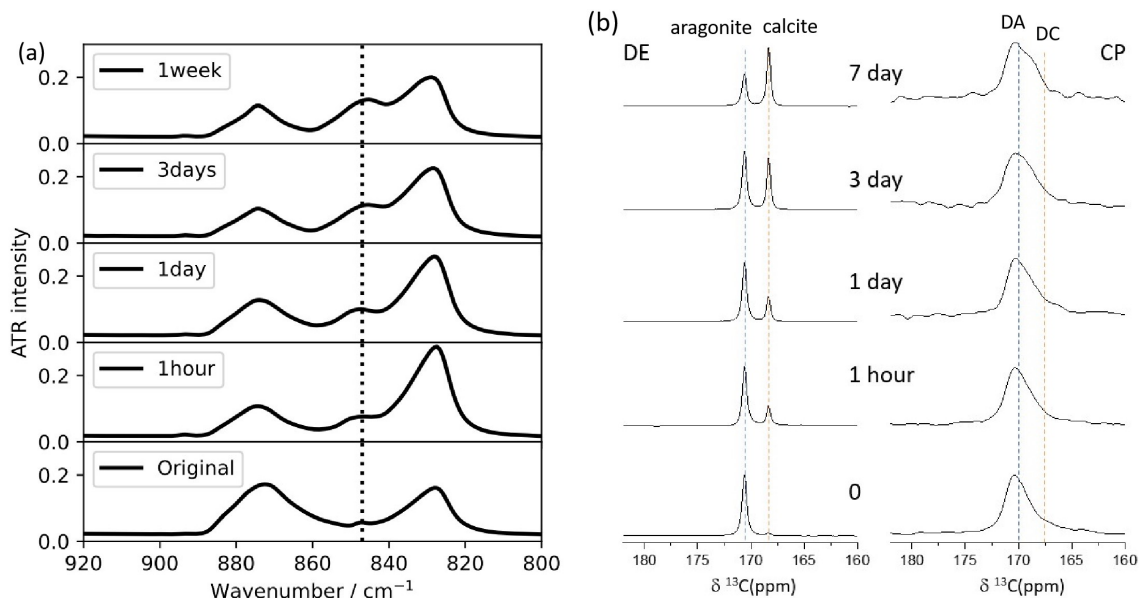 (a)
1week
0.2
0.0
3days
0.2
0.0
1day
0.2
0.0
1hour
0.2
0.0
Original
0.2
0.0
ATR intensity
920 900 880 860 840 820 800
Wavenumber / cm⁻¹
(b)
DE
aragonite calcite
DA
DC
CP
7 day
3 day
1 day
1 hour
0
180 175 170 165 160
δ ¹³C(ppm)
180 175 170 165 160
δ ¹³C(ppm)